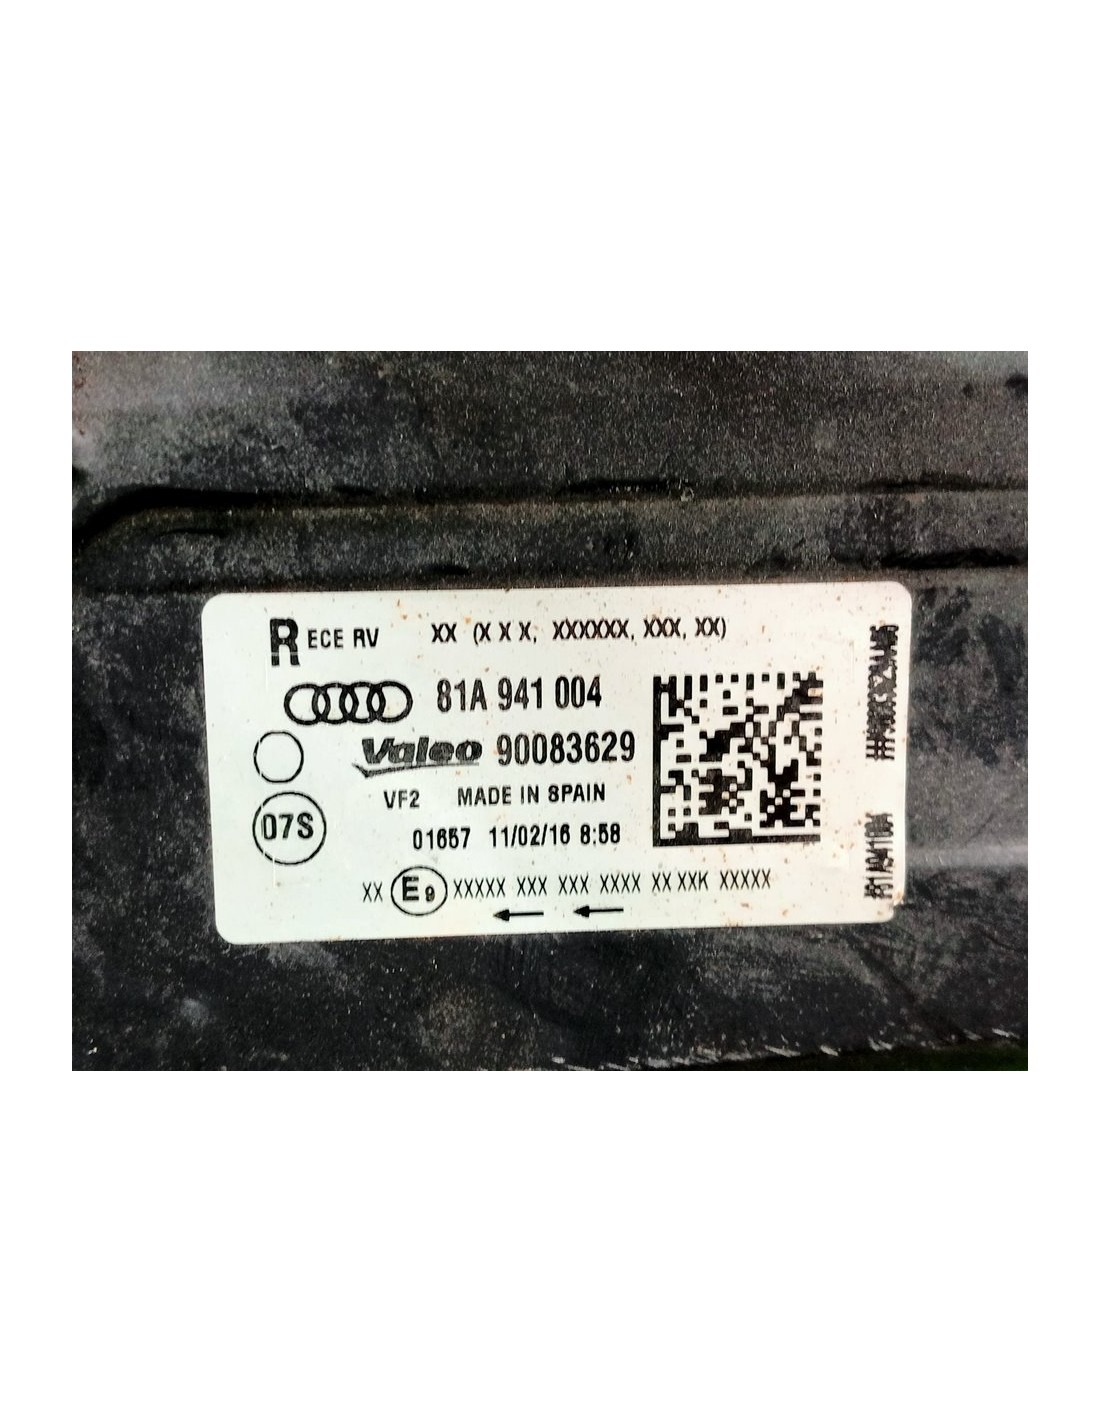 R ECE RV XX (X X X, XXXXXX, XXX, XX)
81A 941 004
Valeo 90083629
VF2 MADE IN SPAIN
07S
01657 11/02/16 8:58
XX E9 XXXXX XXX XXX XXXX XX XXK XXXXX